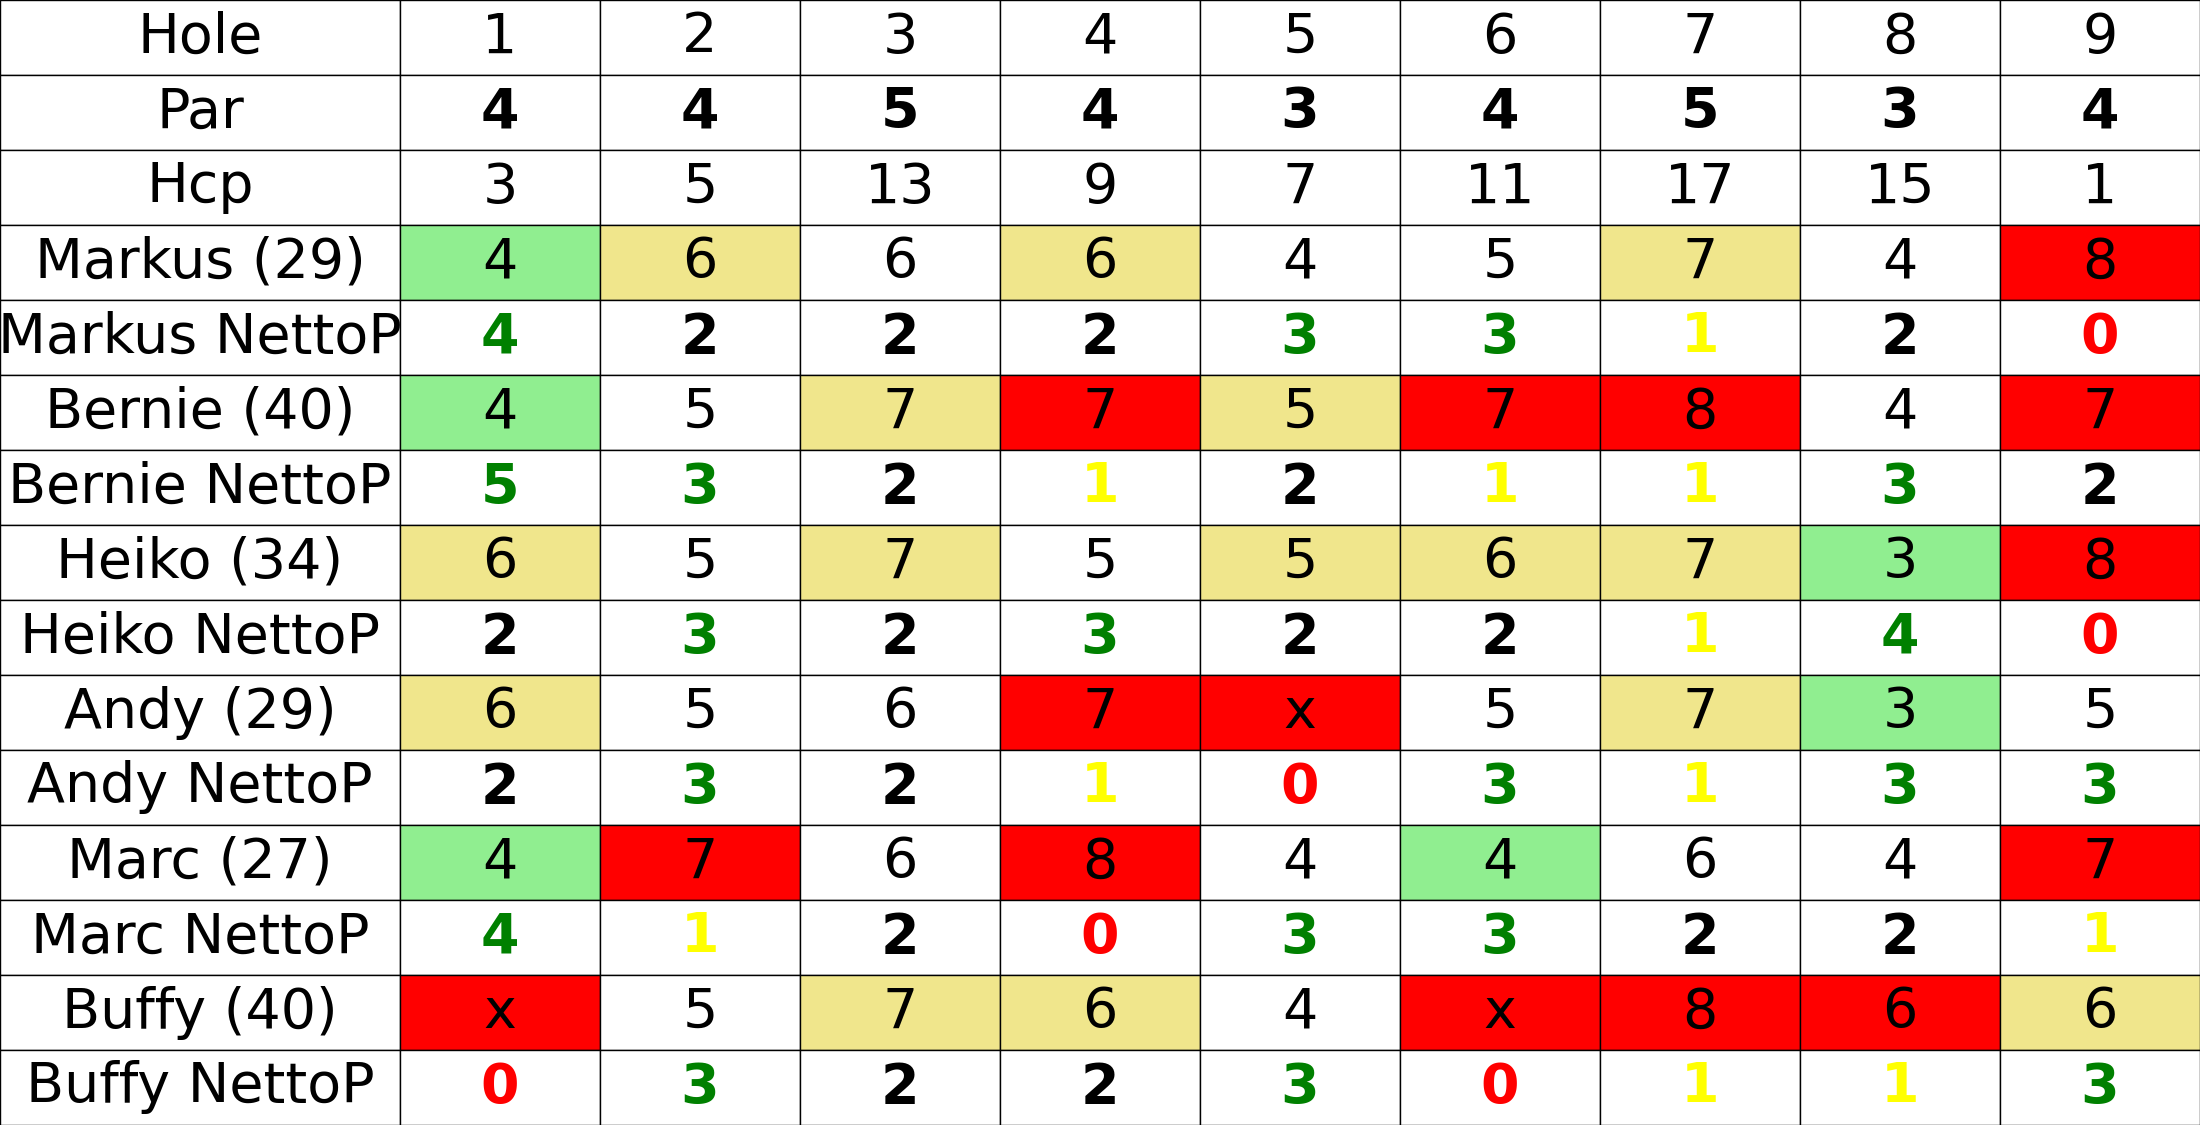 Hole 1 2 3 4 5 6 7 8 9
Par 4 4 5 4 3 4 5 3 4
Hcp 3 5 13 9 7 11 17 15 1
Markus (29) 4 6 6 6 4 5 7 4 8
Markus NettoP 4 2 2 2 3 3 1 2 0
Bernie (40) 4 5 7 7 5 7 8 4 7
Bernie NettoP 5 3 2 1 2 1 1 3 2
Heiko (34) 6 5 7 5 5 6 7 3 8
Heiko NettoP 2 3 2 3 2 2 1 4 0
Andy (29) 6 5 6 7 x 5 7 3 5
Andy NettoP 2 3 2 1 0 3 1 3 3
Marc (27) 4 7 6 8 4 4 6 4 7
Marc NettoP 4 1 2 0 3 3 2 2 1
Buffy (40) x 5 7 6 4 x 8 6 6
Buffy NettoP 0 3 2 2 3 0 1 1 3